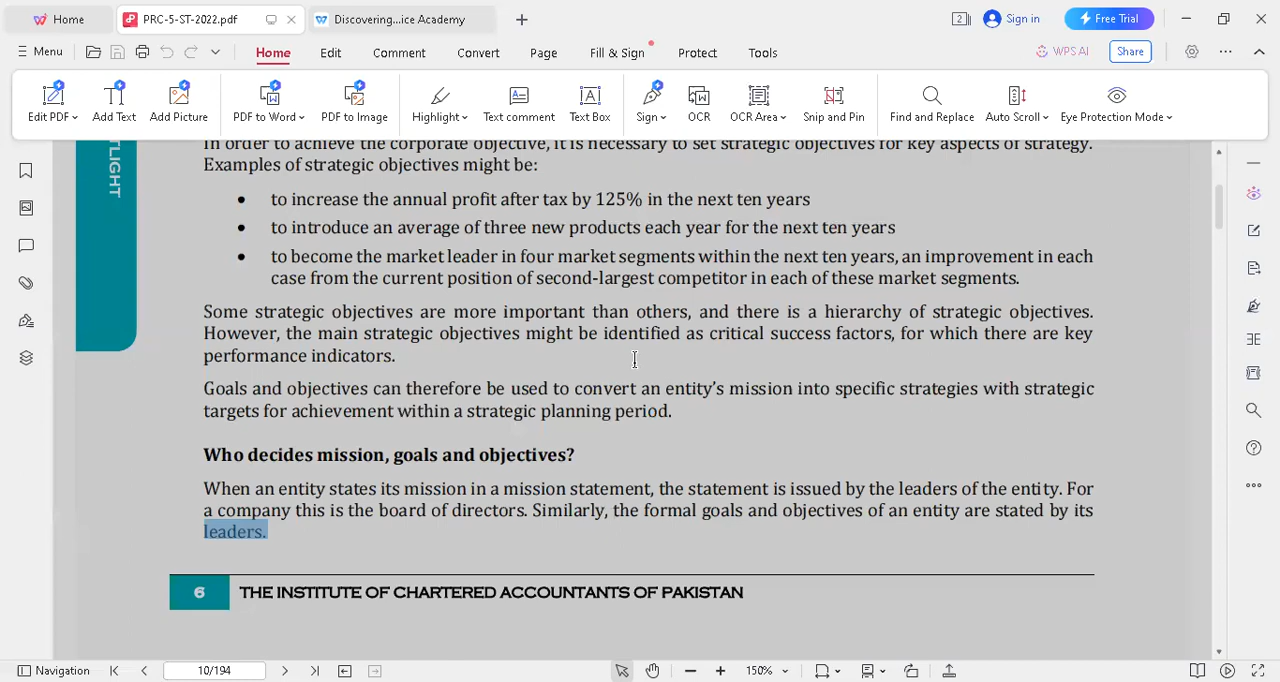 Home
PRC-5-ST-2022.pdf
Discovering...ice Academy
2
Sign in
Free Trial
Menu
Home
Edit
Comment
Convert
Page
Fill & Sign
Protect
Tools
WPS AI
Share
Edit PDF
Add Text
Add Picture
PDF to Word
PDF to Image
Highlight
Text comment
Text Box
Sign
OCR
OCR Area
Snip and Pin
Find and Replace
Auto Scroll
Eye Protection Mode
TLIGHT
In order to achieve the corporate objective, it is necessary to set strategic objectives for key aspects of strategy.
Examples of strategic objectives might be:
• to increase the annual profit after tax by 125% in the next ten years
• to introduce an average of three new products each year for the next ten years
• to become the market leader in four market segments within the next ten years, an improvement in each
case from the current position of second-largest competitor in each of these market segments.
Some strategic objectives are more important than others, and there is a hierarchy of strategic objectives.
However, the main strategic objectives might be identified as critical success factors, for which there are key
performance indicators.
Goals and objectives can therefore be used to convert an entity's mission into specific strategies with strategic
targets for achievement within a strategic planning period.
Who decides mission, goals and objectives?
When an entity states its mission in a mission statement, the statement is issued by the leaders of the entity. For
a company this is the board of directors. Similarly, the formal goals and objectives of an entity are stated by its
leaders.
6 THE INSTITUTE OF CHARTERED ACCOUNTANTS OF PAKISTAN
Navigation
10/194
150%